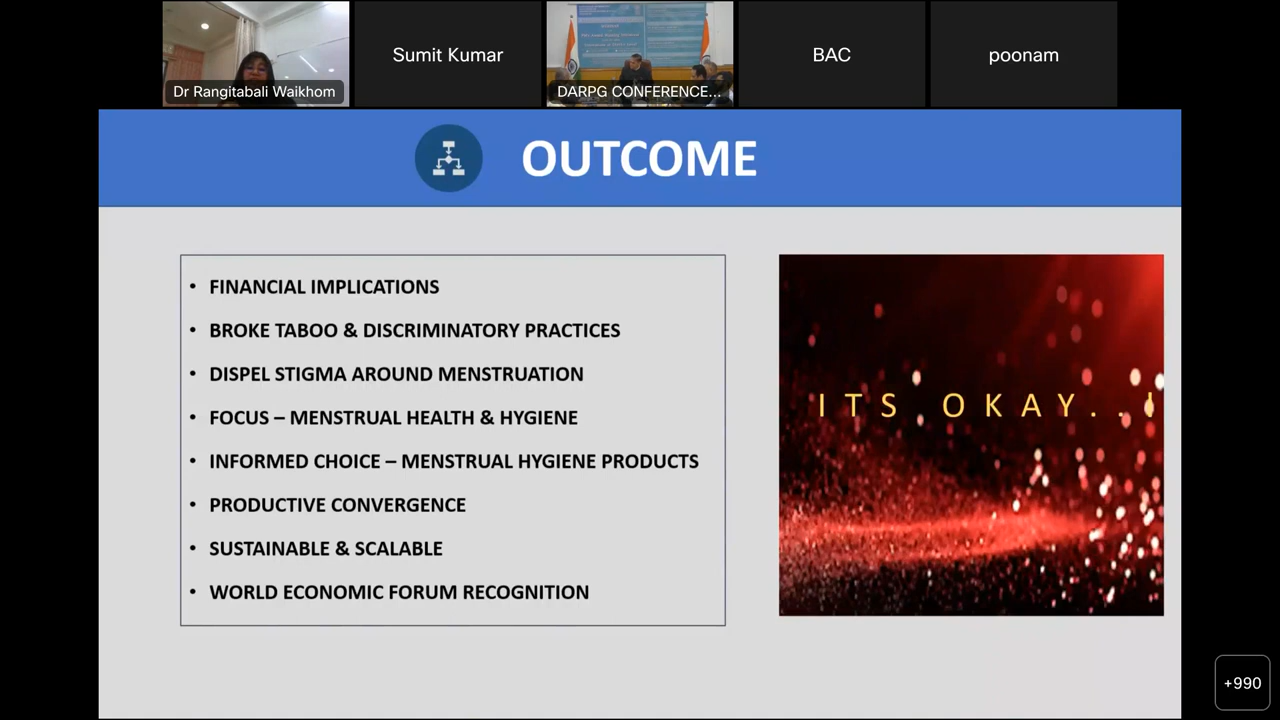 Dr Rangitabali Waikhom
Sumit Kumar
DARPG CONFERENCE...
BAC
poonam
OUTCOME
• FINANCIAL IMPLICATIONS
• BROKE TABOO & DISCRIMINATORY PRACTICES
• DISPEL STIGMA AROUND MENSTRUATION
• FOCUS – MENSTRUAL HEALTH & HYGIENE
• INFORMED CHOICE – MENSTRUAL HYGIENE PRODUCTS
• PRODUCTIVE CONVERGENCE
• SUSTAINABLE & SCALABLE
• WORLD ECONOMIC FORUM RECOGNITION
ITS OKAY..!
+990